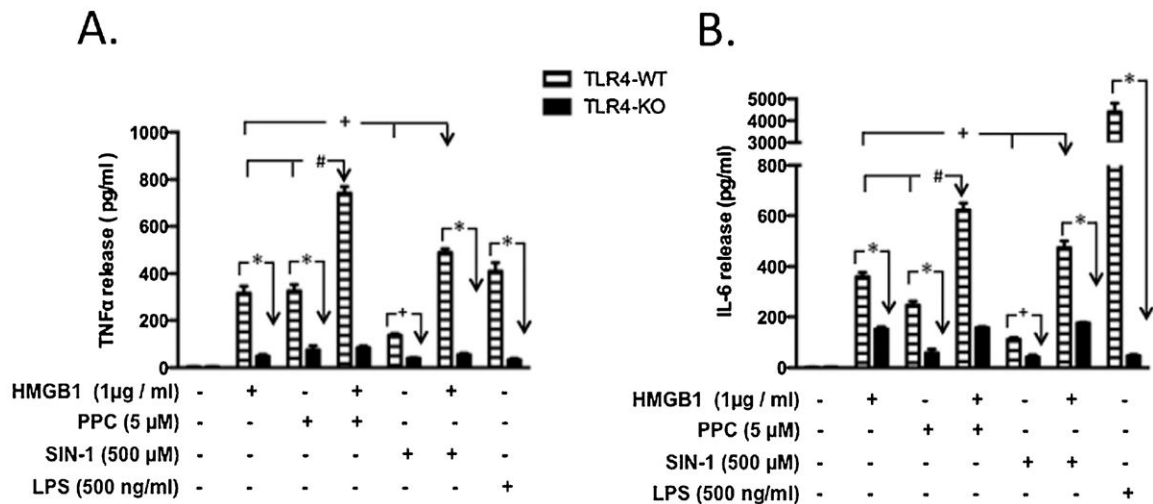 A.
B.
TLR4-WT
TLR4-KO
TNFα release ( pg/ml)
1000
800
600
400
200
0
+
#
*
*
+
*
*
HMGB1 (1µg / ml) - + - + - + -
PPC (5 µM) - - + + - - -
SIN-1 (500 µM) - - - - + + -
LPS (500 ng/ml) - - - - - - +
IL-6 release (pg/ml)
5000
4000
3000
800
600
400
200
0
+
#
*
*
+
*
*
HMGB1 (1µg / ml) - + - + - + -
PPC (5 µM) - - + + - - -
SIN-1 (500 µM) - - - - + + -
LPS (500 ng/ml) - - - - - - +